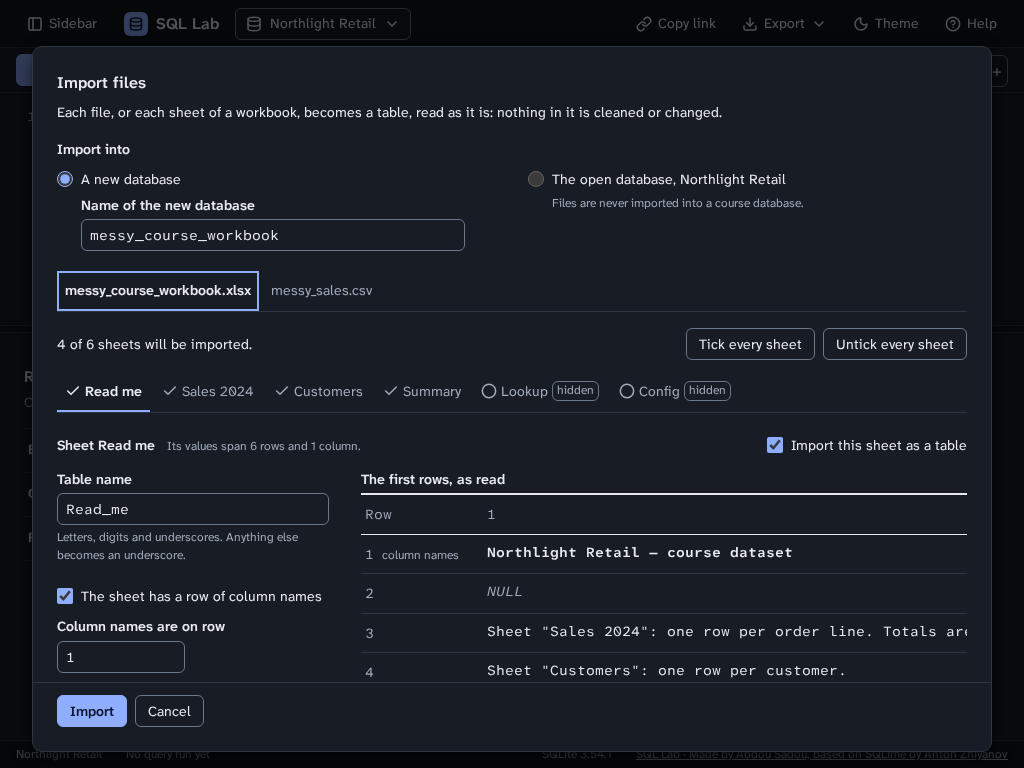 Sidebar SQL Lab Northlight Retail Copy link Export Theme Help
Import files
Each file, or each sheet of a workbook, becomes a table, read as it is: nothing in it is cleaned or changed.
Import into
A new database
The open database, Northlight Retail
Files are never imported into a course database.
Name of the new database
messy_course_workbook
messy_course_workbook.xlsx messy_sales.csv
4 of 6 sheets will be imported.
Tick every sheet Untick every sheet
Read me Sales 2024 Customers Summary Lookup hidden Config hidden
Sheet Read me Its values span 6 rows and 1 column.
Import this sheet as a table
Table name
Read_me
Letters, digits and underscores. Anything else
becomes an underscore.
The sheet has a row of column names
Column names are on row
1
The first rows, as read
Row 1
1 column names Northlight Retail — course dataset
2 NULL
3 Sheet "Sales 2024": one row per order line. Totals are
4 Sheet "Customers": one row per customer.
Import Cancel
Northlight Retail No query run yet SQLite 3.54.1 SQL Lab · Made by Abdou Sadou, based on SQLime by Anton Zhiyanov